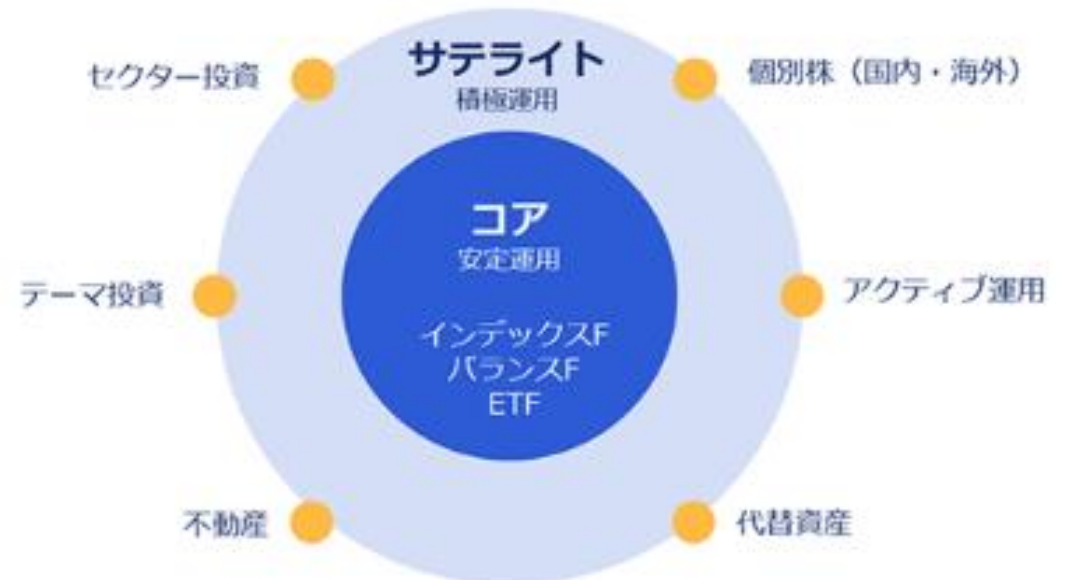 サテライト
積極運用
セクター投資
個別株（国内・海外）
コア
安定運用
テーマ投資
アクティブ運用
インデックスF
バランスF
ETF
不動産
代替資産